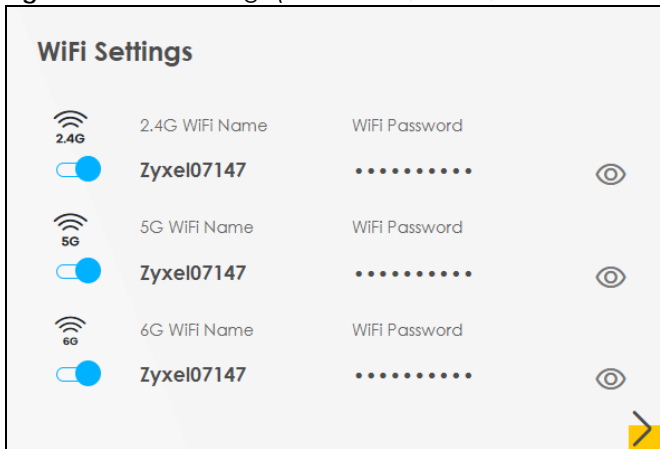 WiFi Settings
2.4G 2.4G WiFi Name WiFi Password
Zyxel07147 ••••••••••
5G 5G WiFi Name WiFi Password
Zyxel07147 ••••••••••
6G 6G WiFi Name WiFi Password
Zyxel07147 ••••••••••